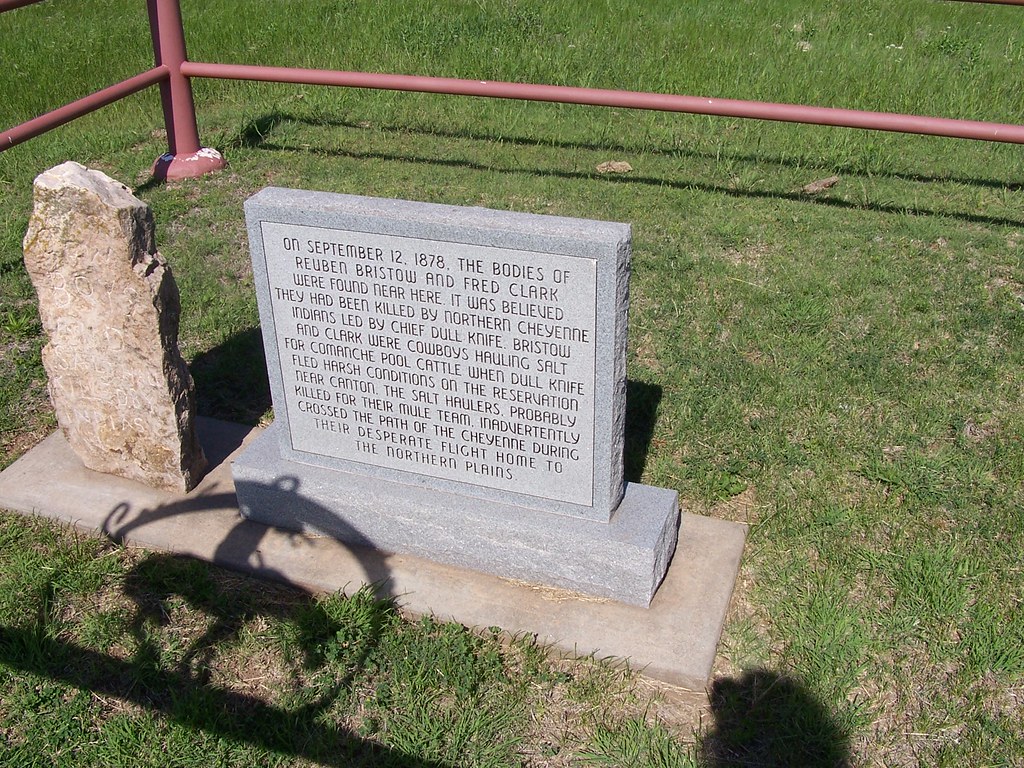 ON SEPTEMBER 12, 1878, THE BODIES OF
REUBEN BRISTOW AND FRED CLARK
WERE FOUND NEAR HERE. IT WAS BELIEVED
THEY HAD BEEN KILLED BY NORTHERN CHEYENNE
INDIANS LED BY CHIEF DULL KNIFE. BRISTOW
AND CLARK WERE COWBOYS HAULING SALT
FOR COMANCHE POOL CATTLE WHEN DULL KNIFE
FLED HARSH CONDITIONS ON THE RESERVATION
NEAR CANTON. THE SALT HAULERS, PROBABLY
KILLED FOR THEIR MULE TEAM, INADVERTENTLY
CROSSED THE PATH OF THE CHEYENNE DURING
THEIR DESPERATE FLIGHT HOME TO
THE NORTHERN PLAINS